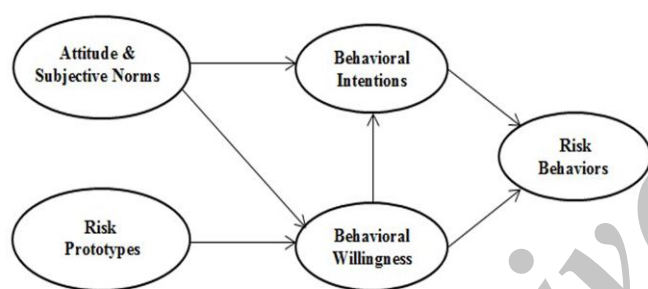 Attitude &
Subjective Norms
Behavioral
Intentions
Risk
Behaviors
Risk
Prototypes
Behavioral
Willingness